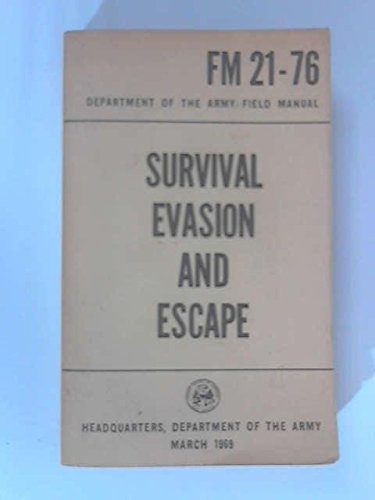 FM 21-76
DEPARTMENT OF THE ARMY FIELD MANUAL
SURVIVAL
EVASION
AND
ESCAPE
HEADQUARTERS, DEPARTMENT OF THE ARMY
MARCH 1969